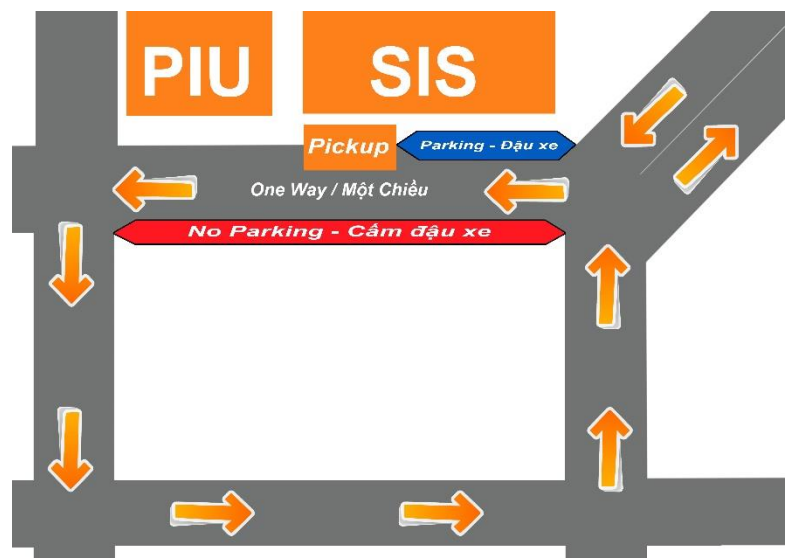 PIU
SIS
Pickup
Parking - Đậu xe
One Way / Một Chiều
No Parking - Cấm đậu xe